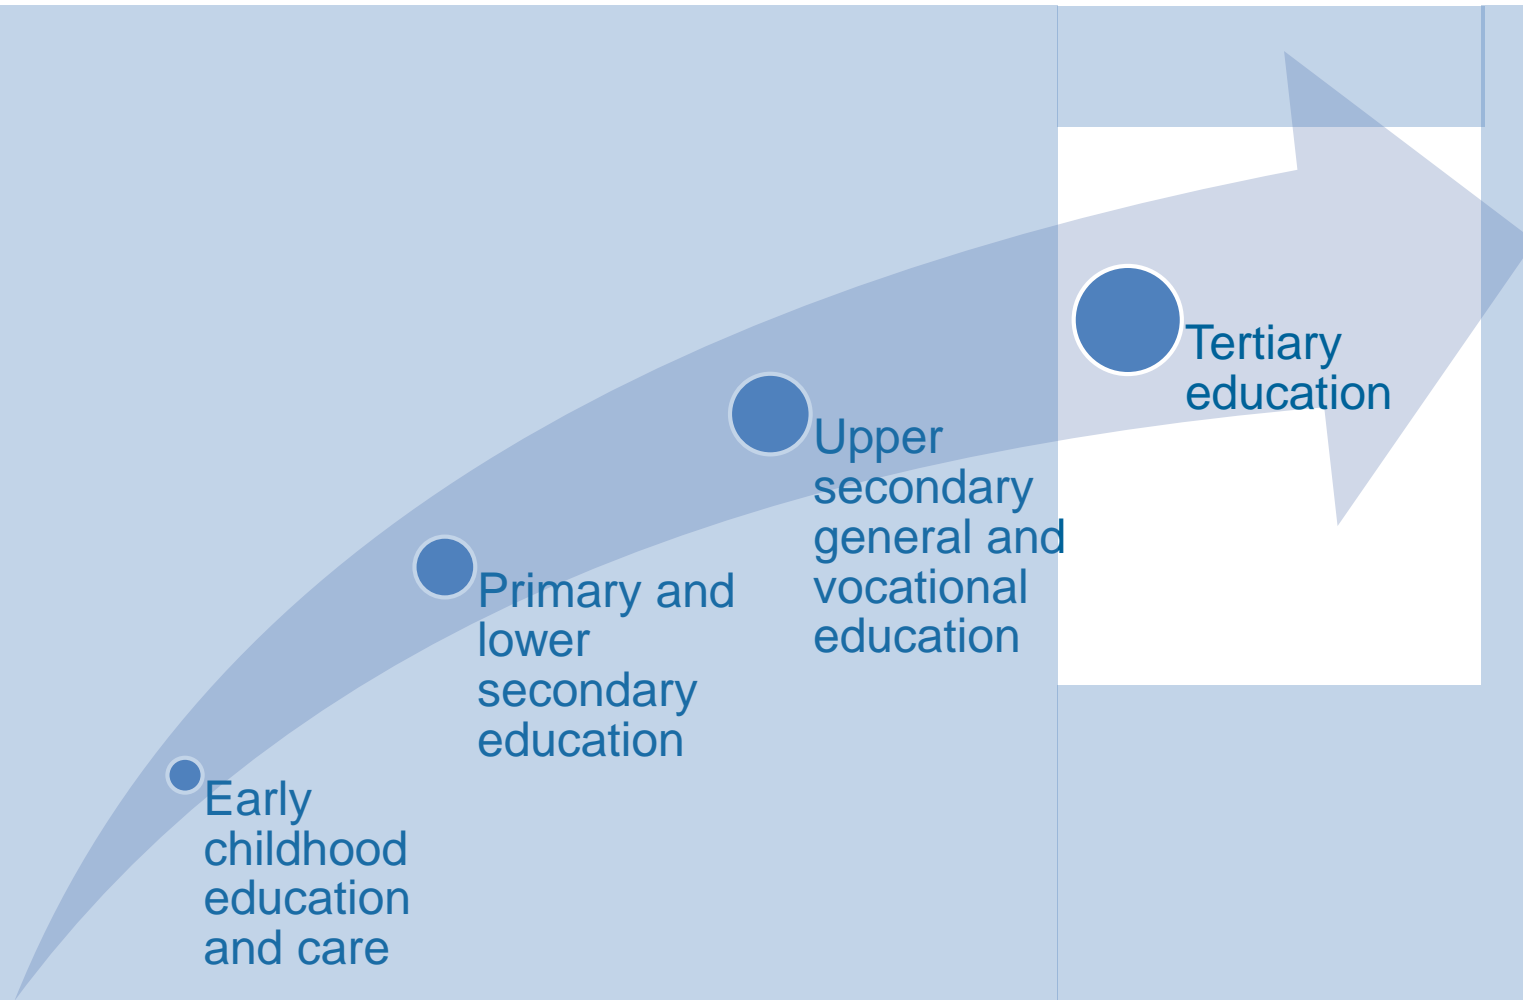 Early
childhood
education
and care
Primary and
lower
secondary
education
Upper
secondary
general and
vocational
education
Tertiary
education